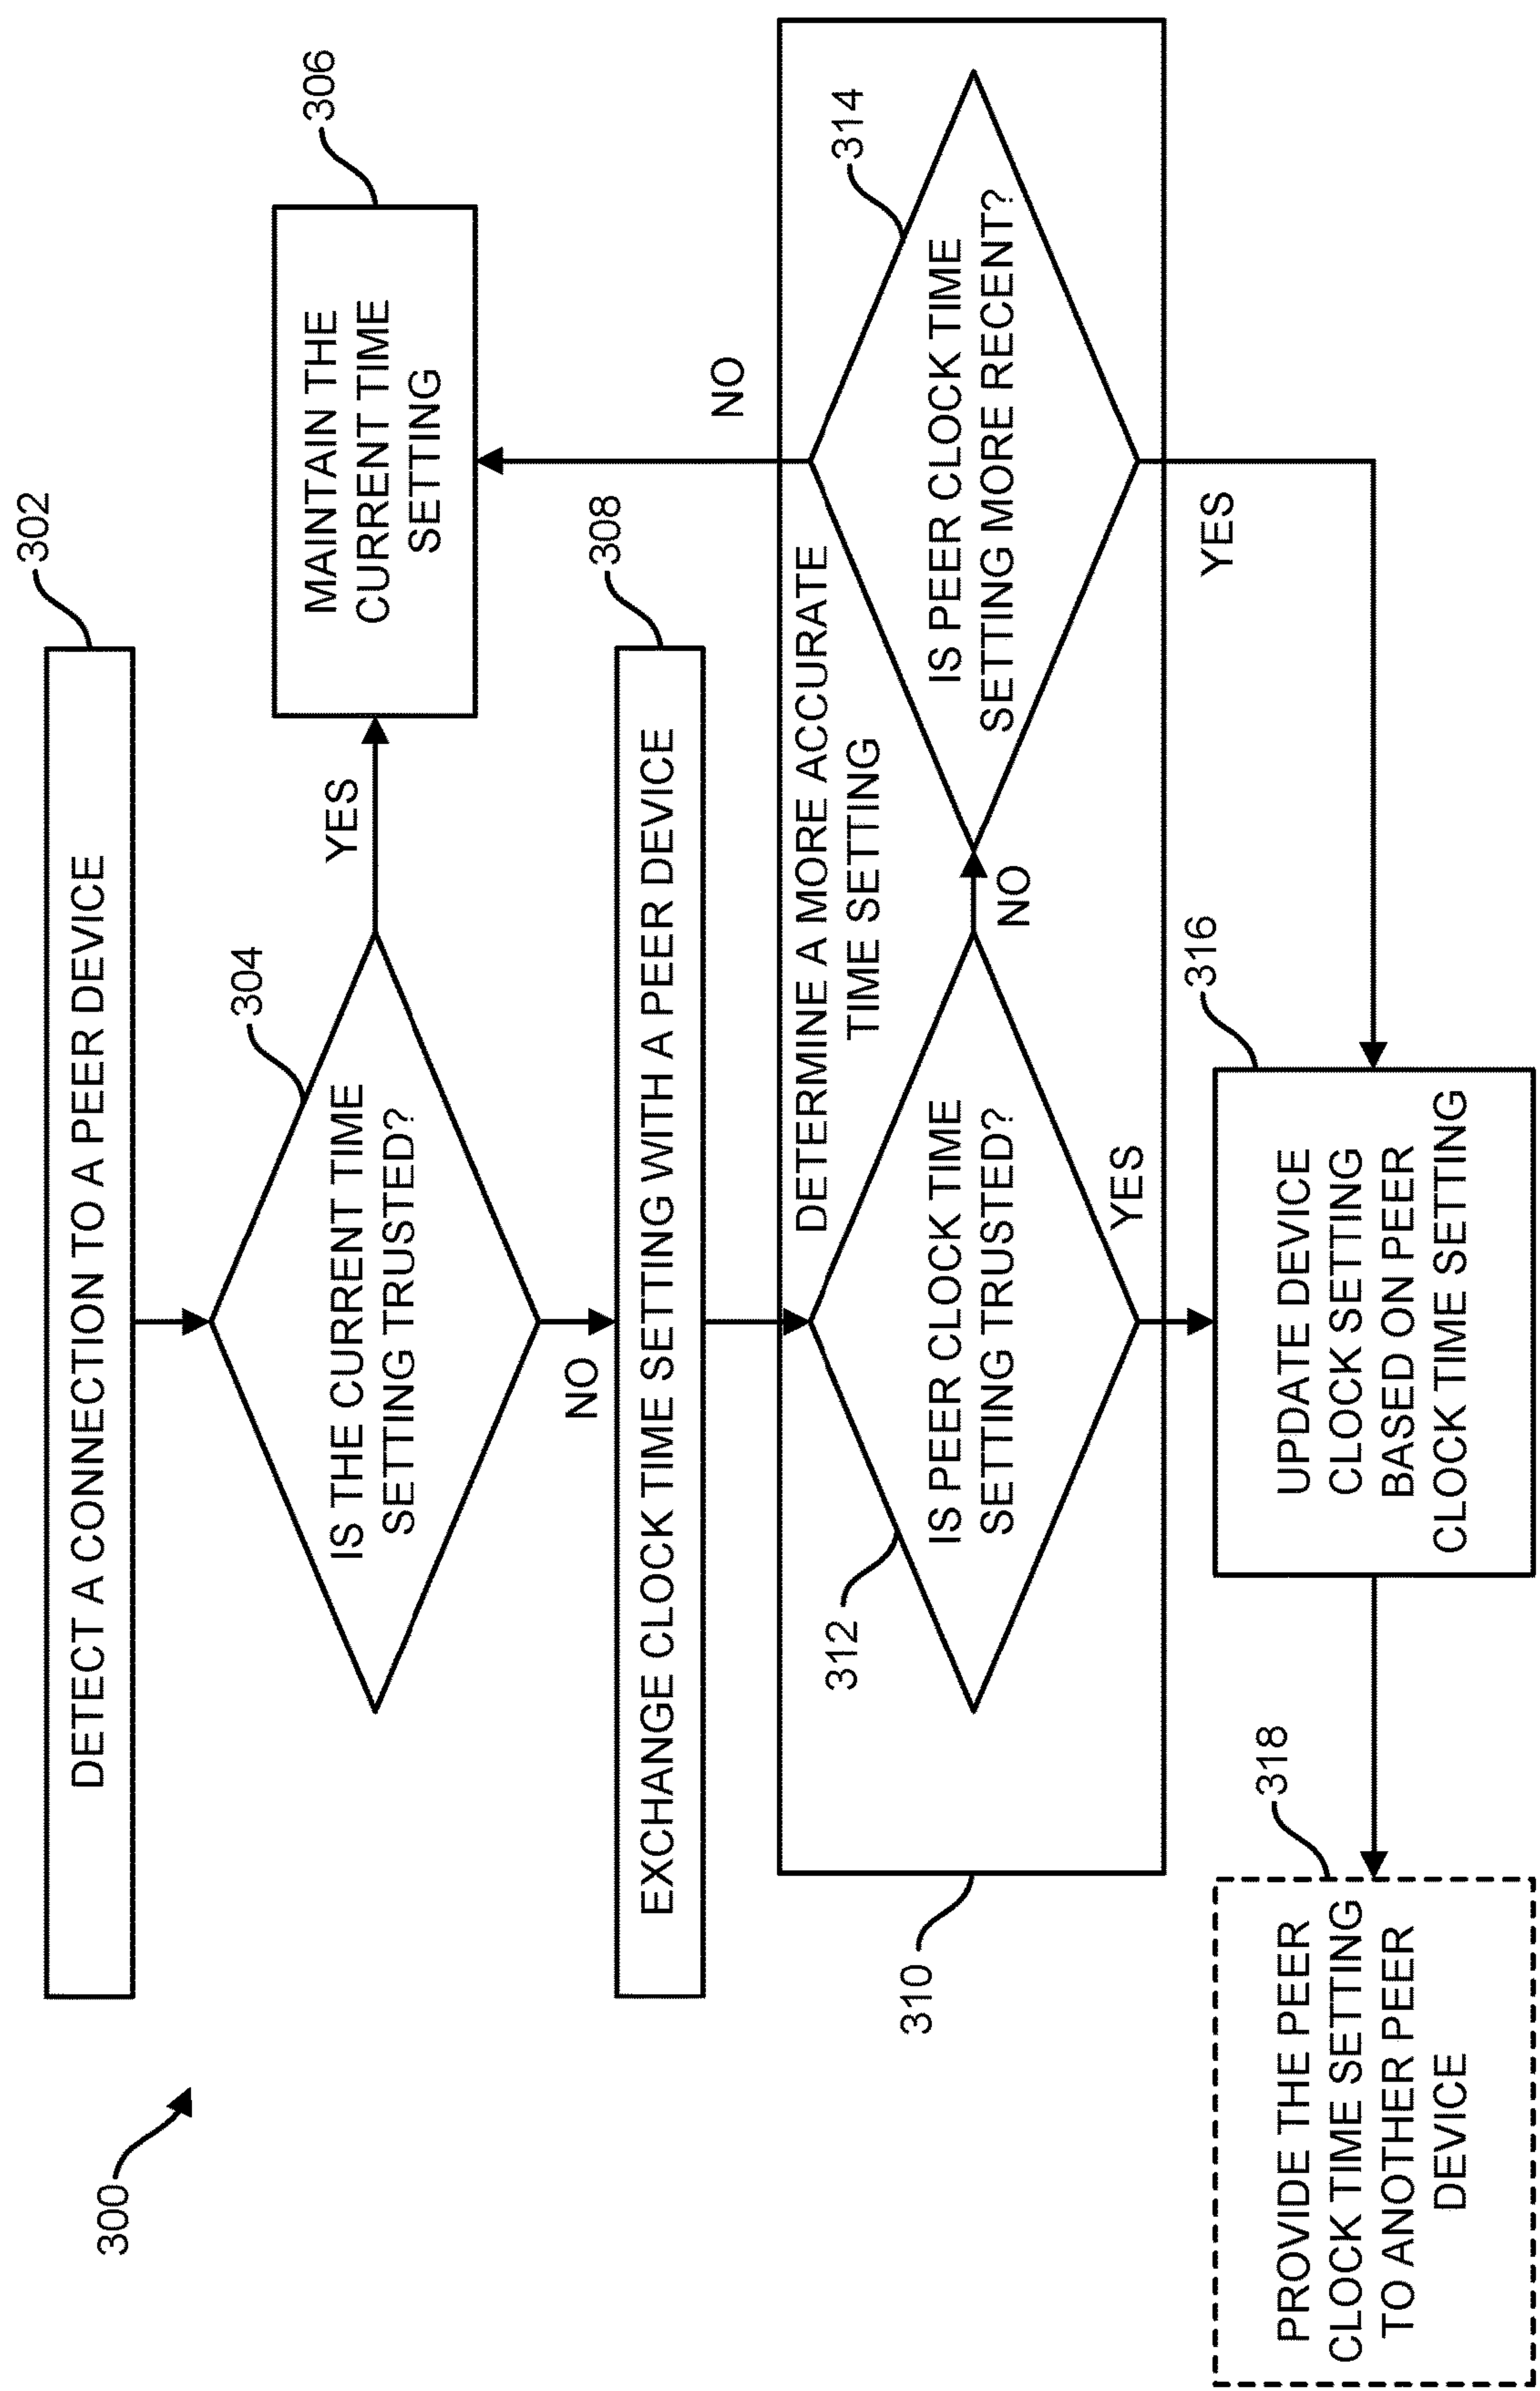 300
302
DETECT A CONNECTION TO A PEER DEVICE
304
IS THE CURRENT TIME
SETTING TRUSTED?
YES
306
MAINTAIN THE
CURRENT TIME
SETTING
NO
308
EXCHANGE CLOCK TIME SETTING WITH A PEER DEVICE
310
DETERMINE A MORE ACCURATE
TIME SETTING
312
IS PEER CLOCK TIME
SETTING TRUSTED?
NO
314
IS PEER CLOCK TIME
SETTING MORE RECENT?
NO
YES
YES
316
UPDATE DEVICE
CLOCK SETTING
BASED ON PEER
CLOCK TIME SETTING
318
PROVIDE THE PEER
CLOCK TIME SETTING
TO ANOTHER PEER
DEVICE